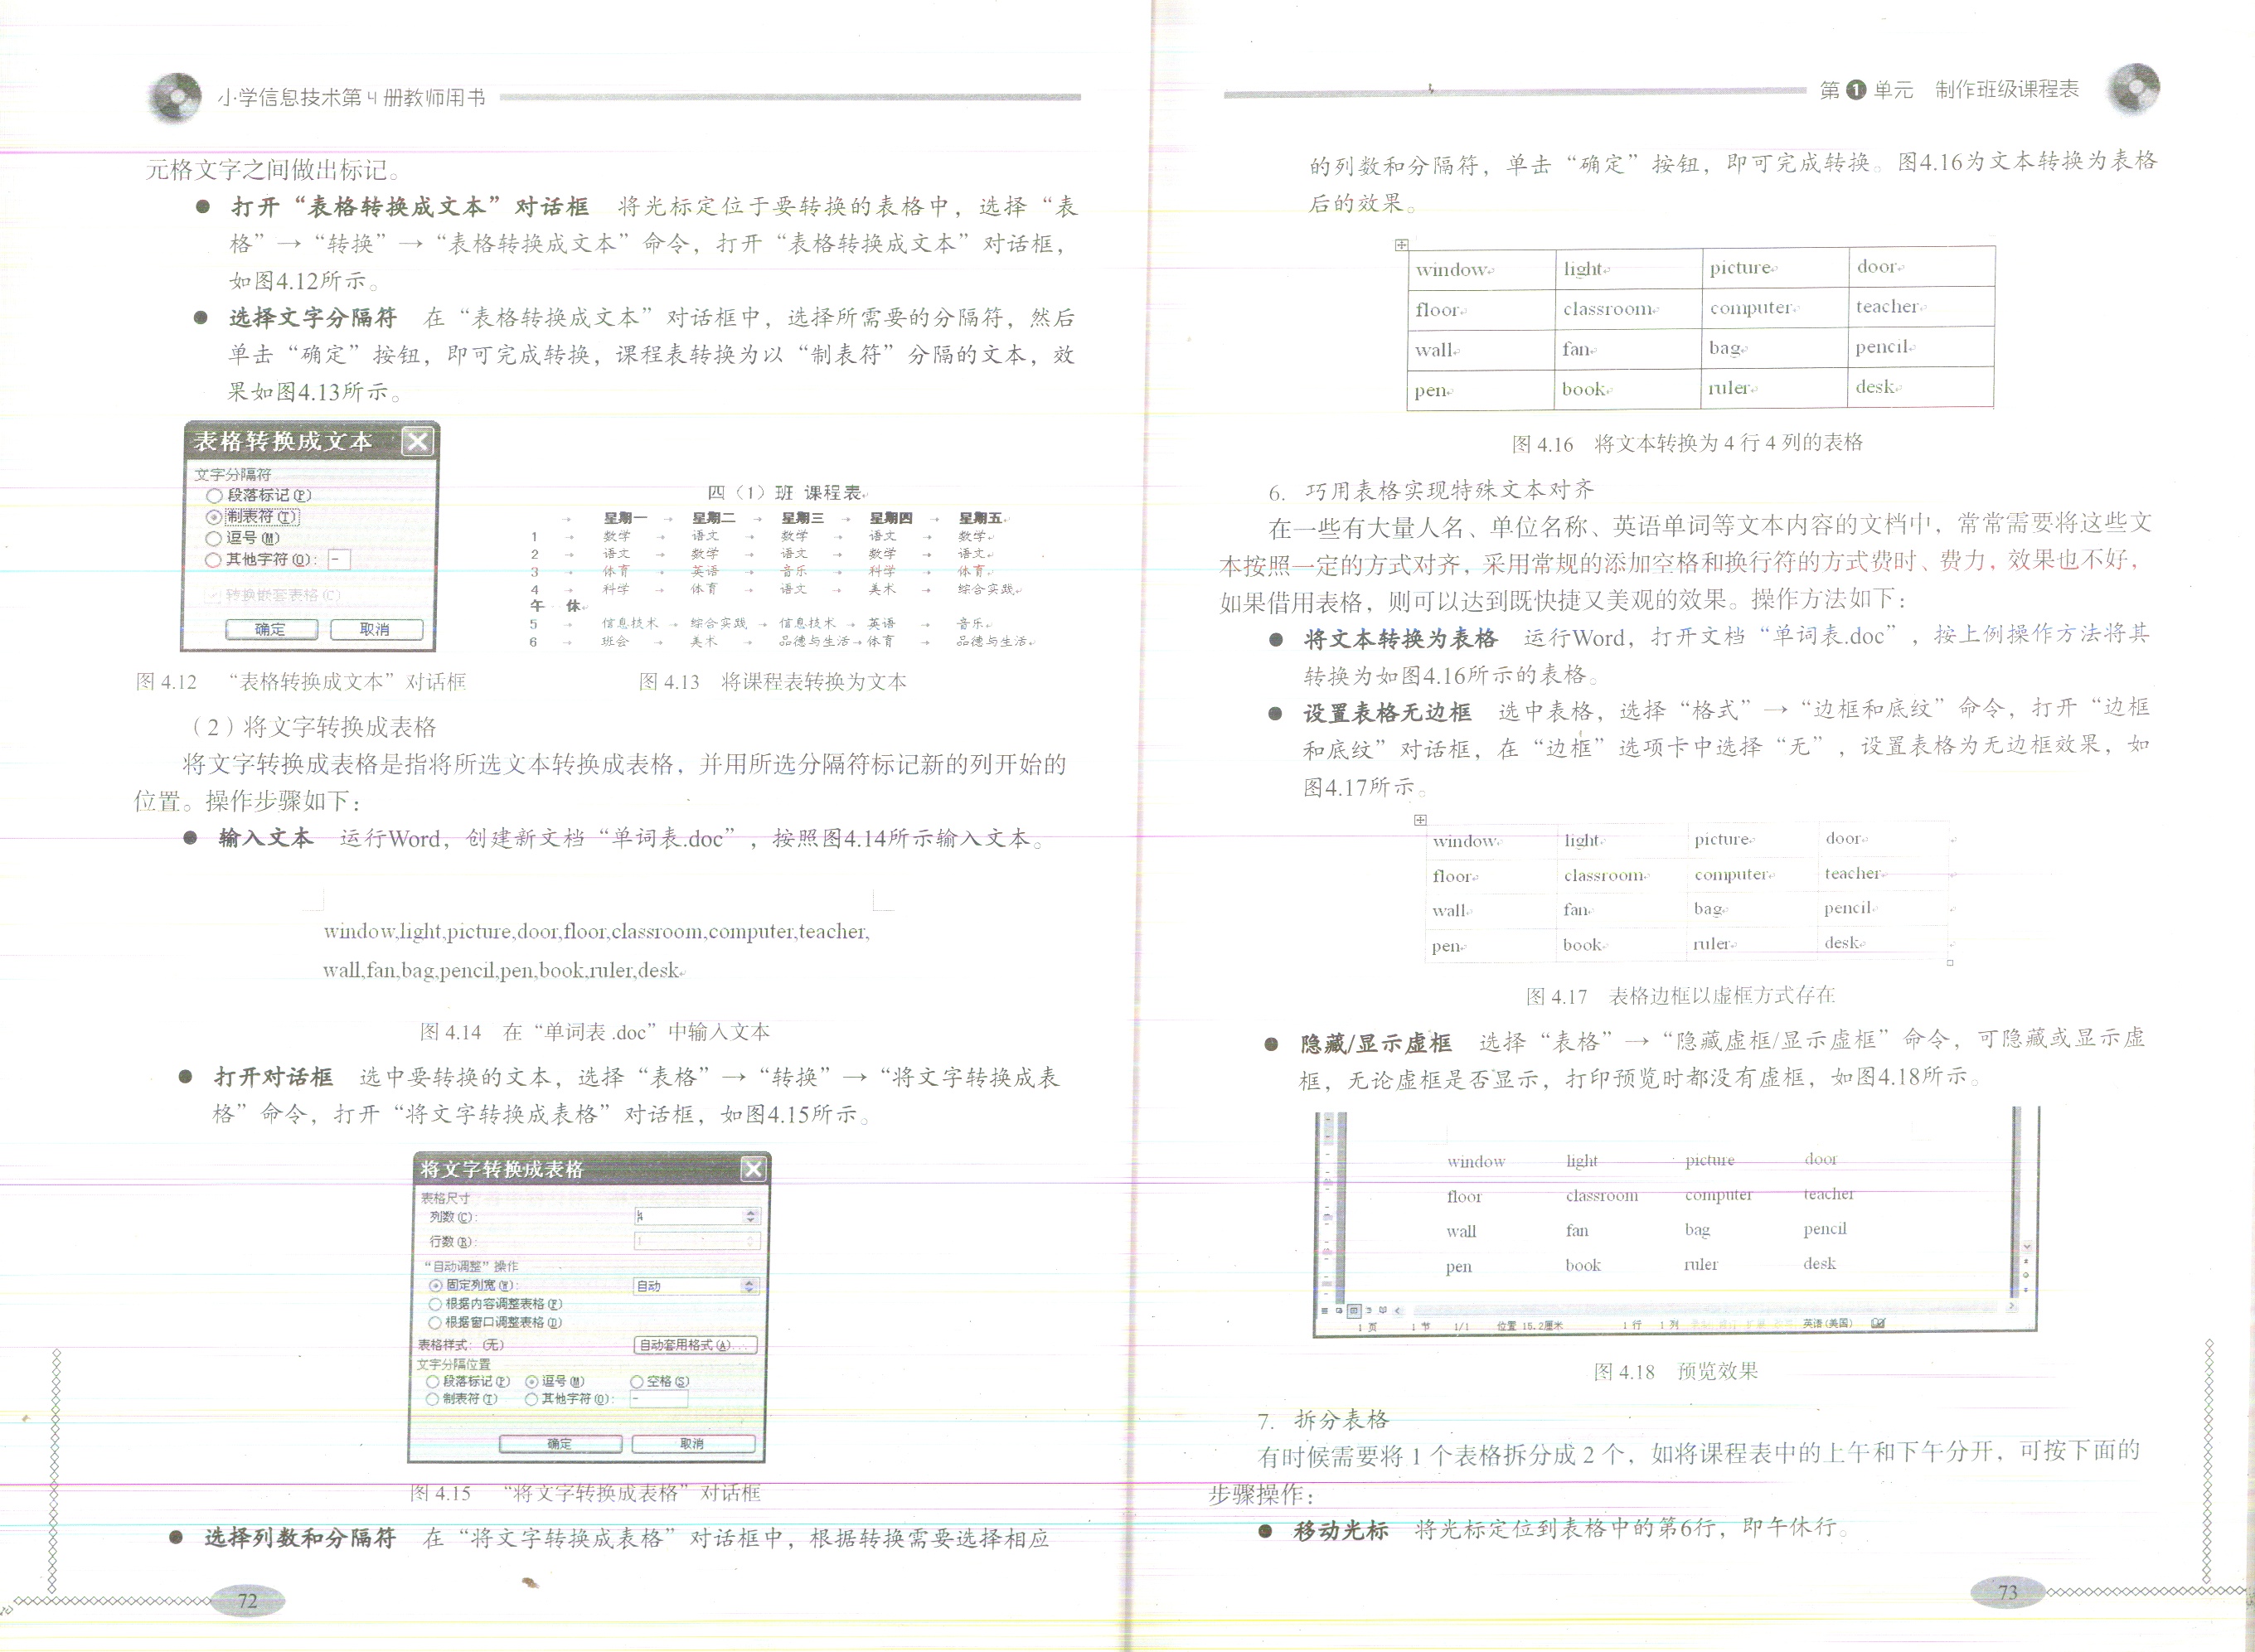 小学信息技术第4册教师用书
元格文字之间做出标记。
● 打开“表格转换成文本”对话框 将光标定位于要转换的表格中，选择“表
格”→“转换”→“表格转换成文本”命令，打开“表格转换成文本”对话框，
如图4.12所示。
● 选择文字分隔符 在“表格转换成文本”对话框中，选择所需要的分隔符，然后
单击“确定”按钮，即可完成转换，课程表转换为以“制表符”分隔的文本，效
果如图4.13所示。
表格转换成文本
文字分隔符
段落标记(P)
制表符(T)
逗号(M)
其他字符(O): -
转换嵌套表格(C)
确定 取消
四（1）班 课程表
星期一 星期二 星期三 星期四 星期五
1 数学 语文 数学 语文 数学
2 语文 数学 语文 数学 语文
3 体育 英语 音乐 科学 体育
4 科学 体育 语文 美术 综合实践
午 休
5 信息技术 综合实践 信息技术 英语 音乐
6 班会 美术 品德与生活 体育 品德与生活
图 4.12 “表格转换成文本”对话框
图 4.13 将课程表转换为文本
（2）将文字转换成表格
将文字转换成表格是指将所选文本转换成表格，并用所选分隔符标记新的列开始的
位置。操作步骤如下：
● 输入文本 运行Word，创建新文档“单词表.doc”，按照图4.14所示输入文本。
window,light,picture,door,floor,classroom,computer,teacher,
wall,fan,bag,pencil,pen,book,ruler,desk
图 4.14 在“单词表 .doc”中输入文本
● 打开对话框 选中要转换的文本，选择“表格”→“转换”→“将文字转换成表
格”命令，打开“将文字转换成表格”对话框，如图4.15所示。
将文字转换成表格
表格尺寸
列数(C): 4
行数(R): 1
“自动调整”操作
固定列宽(W): 自动
根据内容调整表格(F)
根据窗口调整表格(D)
表格样式: (无) 自动套用格式(A)...
文字分隔位置
段落标记(P) 逗号(M) 空格(S)
制表符(T) 其他字符(O): -
确定 取消
图 4.15 “将文字转换成表格”对话框
● 选择列数和分隔符 在“将文字转换成表格”对话框中，根据转换需要选择相应
72
第1单元 制作班级课程表
的列数和分隔符，单击“确定”按钮，即可完成转换。图4.16为文本转换为表格
后的效果。
window light picture door
floor classroom computer teacher
wall fan bag pencil
pen book ruler desk
图 4.16 将文本转换为 4 行 4 列的表格
6. 巧用表格实现特殊文本对齐
在一些有大量人名、单位名称、英语单词等文本内容的文档中，常常需要将这些文
本按照一定的方式对齐，采用常规的添加空格和换行符的方式费时、费力，效果也不好，
如果借用表格，则可以达到既快捷又美观的效果。操作方法如下：
● 将文本转换为表格 运行Word，打开文档“单词表.doc”，按上例操作方法将其
转换为如图4.16所示的表格。
● 设置表格无边框 选中表格，选择“格式”→“边框和底纹”命令，打开“边框
和底纹”对话框，在“边框”选项卡中选择“无”，设置表格为无边框效果，如
图4.17所示。
window light picture door
floor classroom computer teacher
wall fan bag pencil
pen book ruler desk
图 4.17 表格边框以虚框方式存在
● 隐藏/显示虚框 选择“表格”→“隐藏虚框/显示虚框”命令，可隐藏或显示虚
框，无论虚框是否显示，打印预览时都没有虚框，如图4.18所示。
window light picture door
floor classroom computer teacher
wall fan bag pencil
pen book ruler desk
1 页 1 节 1/1 位置 15.2厘米 1 行 1 列 英语(美国)
图 4.18 预览效果
7. 拆分表格
有时候需要将 1 个表格拆分成 2 个，如将课程表中的上午和下午分开，可按下面的
步骤操作：
● 移动光标 将光标定位到表格中的第6行，即午休行。
73